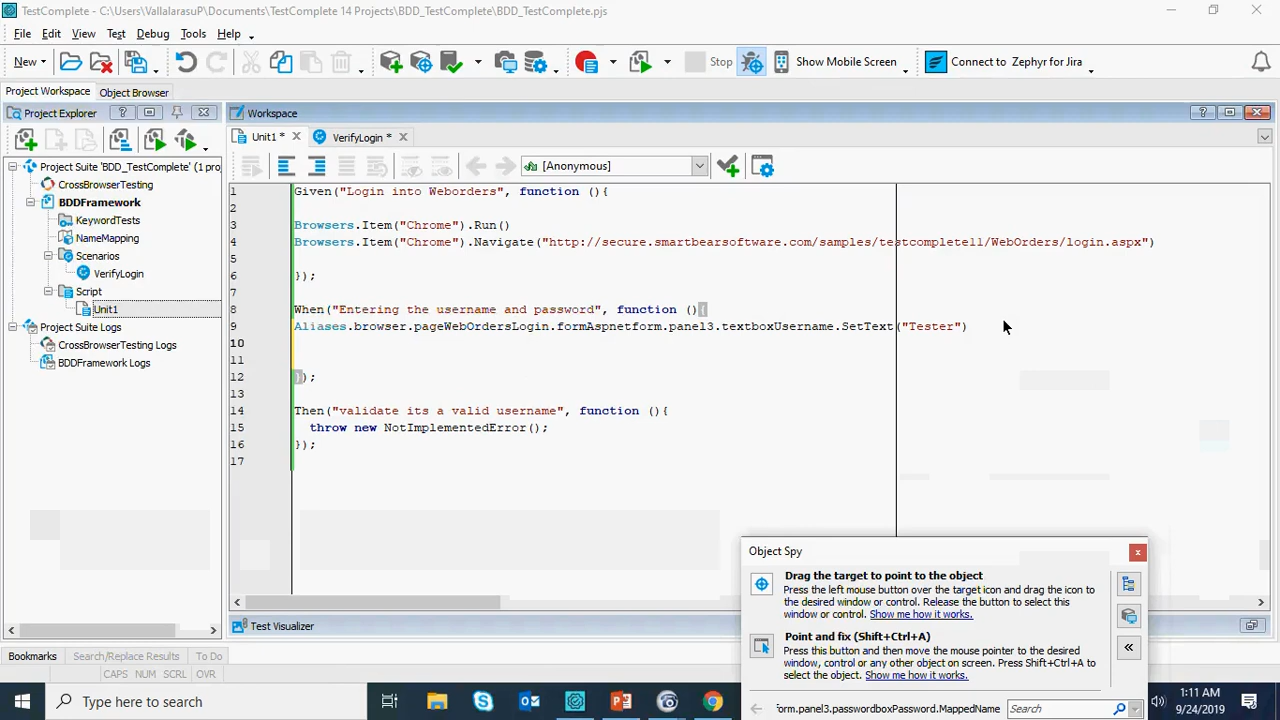 TestComplete - C:\Users\VallalarasuP\Documents\TestComplete 14 Projects\BDD_TestComplete\BDD_TestComplete.pjs
File Edit View Test Debug Tools Help
New Stop Show Mobile Screen Connect to Zephyr for Jira
Project Workspace Object Browser
Project Explorer ? Workspace ?
Unit1 * VerifyLogin *
[Anonymous]
Project Suite 'BDD_TestComplete' (1 pro
CrossBrowserTesting
BDDFramework
KeywordTests
NameMapping
Scenarios
VerifyLogin
Script
Unit1
Project Suite Logs
CrossBrowserTesting Logs
BDDFramework Logs
1 Given("Login into Weborders", function (){
2
3 Browsers.Item("Chrome").Run()
4 Browsers.Item("Chrome").Navigate("http://secure.smartbearsoftware.com/samples/testcomplete11/WebOrders/login.aspx")
5
6 });
7
8 When("Entering the username and password", function (){
9 Aliases.browser.pageWebOrdersLogin.formAspnetform.panel3.textboxUsername.SetText("Tester")
10
11
12 });
13
14 Then("validate its a valid username", function (){
15 throw new NotImplementedError();
16 });
17
Object Spy
Drag the target to point to the object
Press the left mouse button over the target icon and drag the icon to
the desired window or control. Release the button to select this
window or control. Show me how it works.
Point and fix (Shift+Ctrl+A)
Press this button and then move the mouse pointer to the desired
window, control or any other object on screen. Press Shift+Ctrl+A to
select the object. Show me how it works.
orm.panel3.passwordboxPassword.MappedName Search
Test Visualizer
Bookmarks Search/Replace Results To Do
CAPS NUM SCRL OVR
Type here to search
1:11 AM
9/24/2019